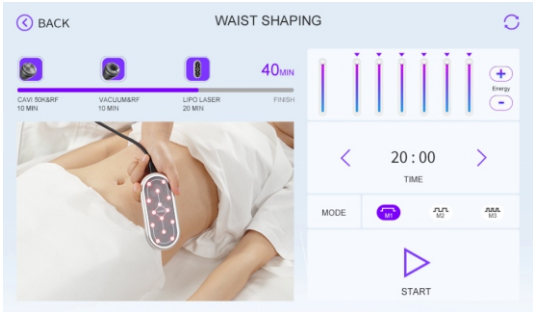 BACK
WAIST SHAPING
40MIN
CAVI 50K&RF
10 MIN
VACUUM&RF
10 MIN
LIPO LASER
20 MIN
FINISH
+
Energy
-
20 : 00
TIME
MODE
M1
M2
M3
START